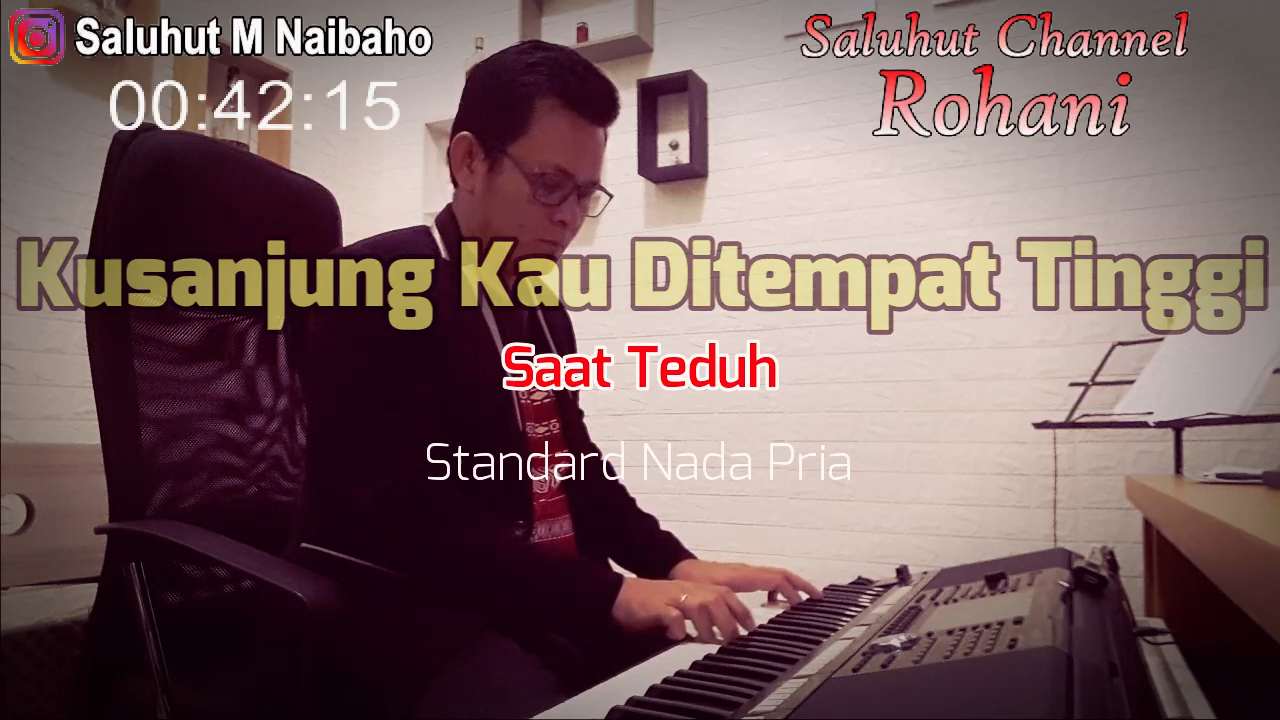 Saluhut M Naibaho
Saluhut Channel
Rohani
00:42:15
Kusanjung Kau Ditempat Tinggi
Saat Teduh
Standard Nada Pria